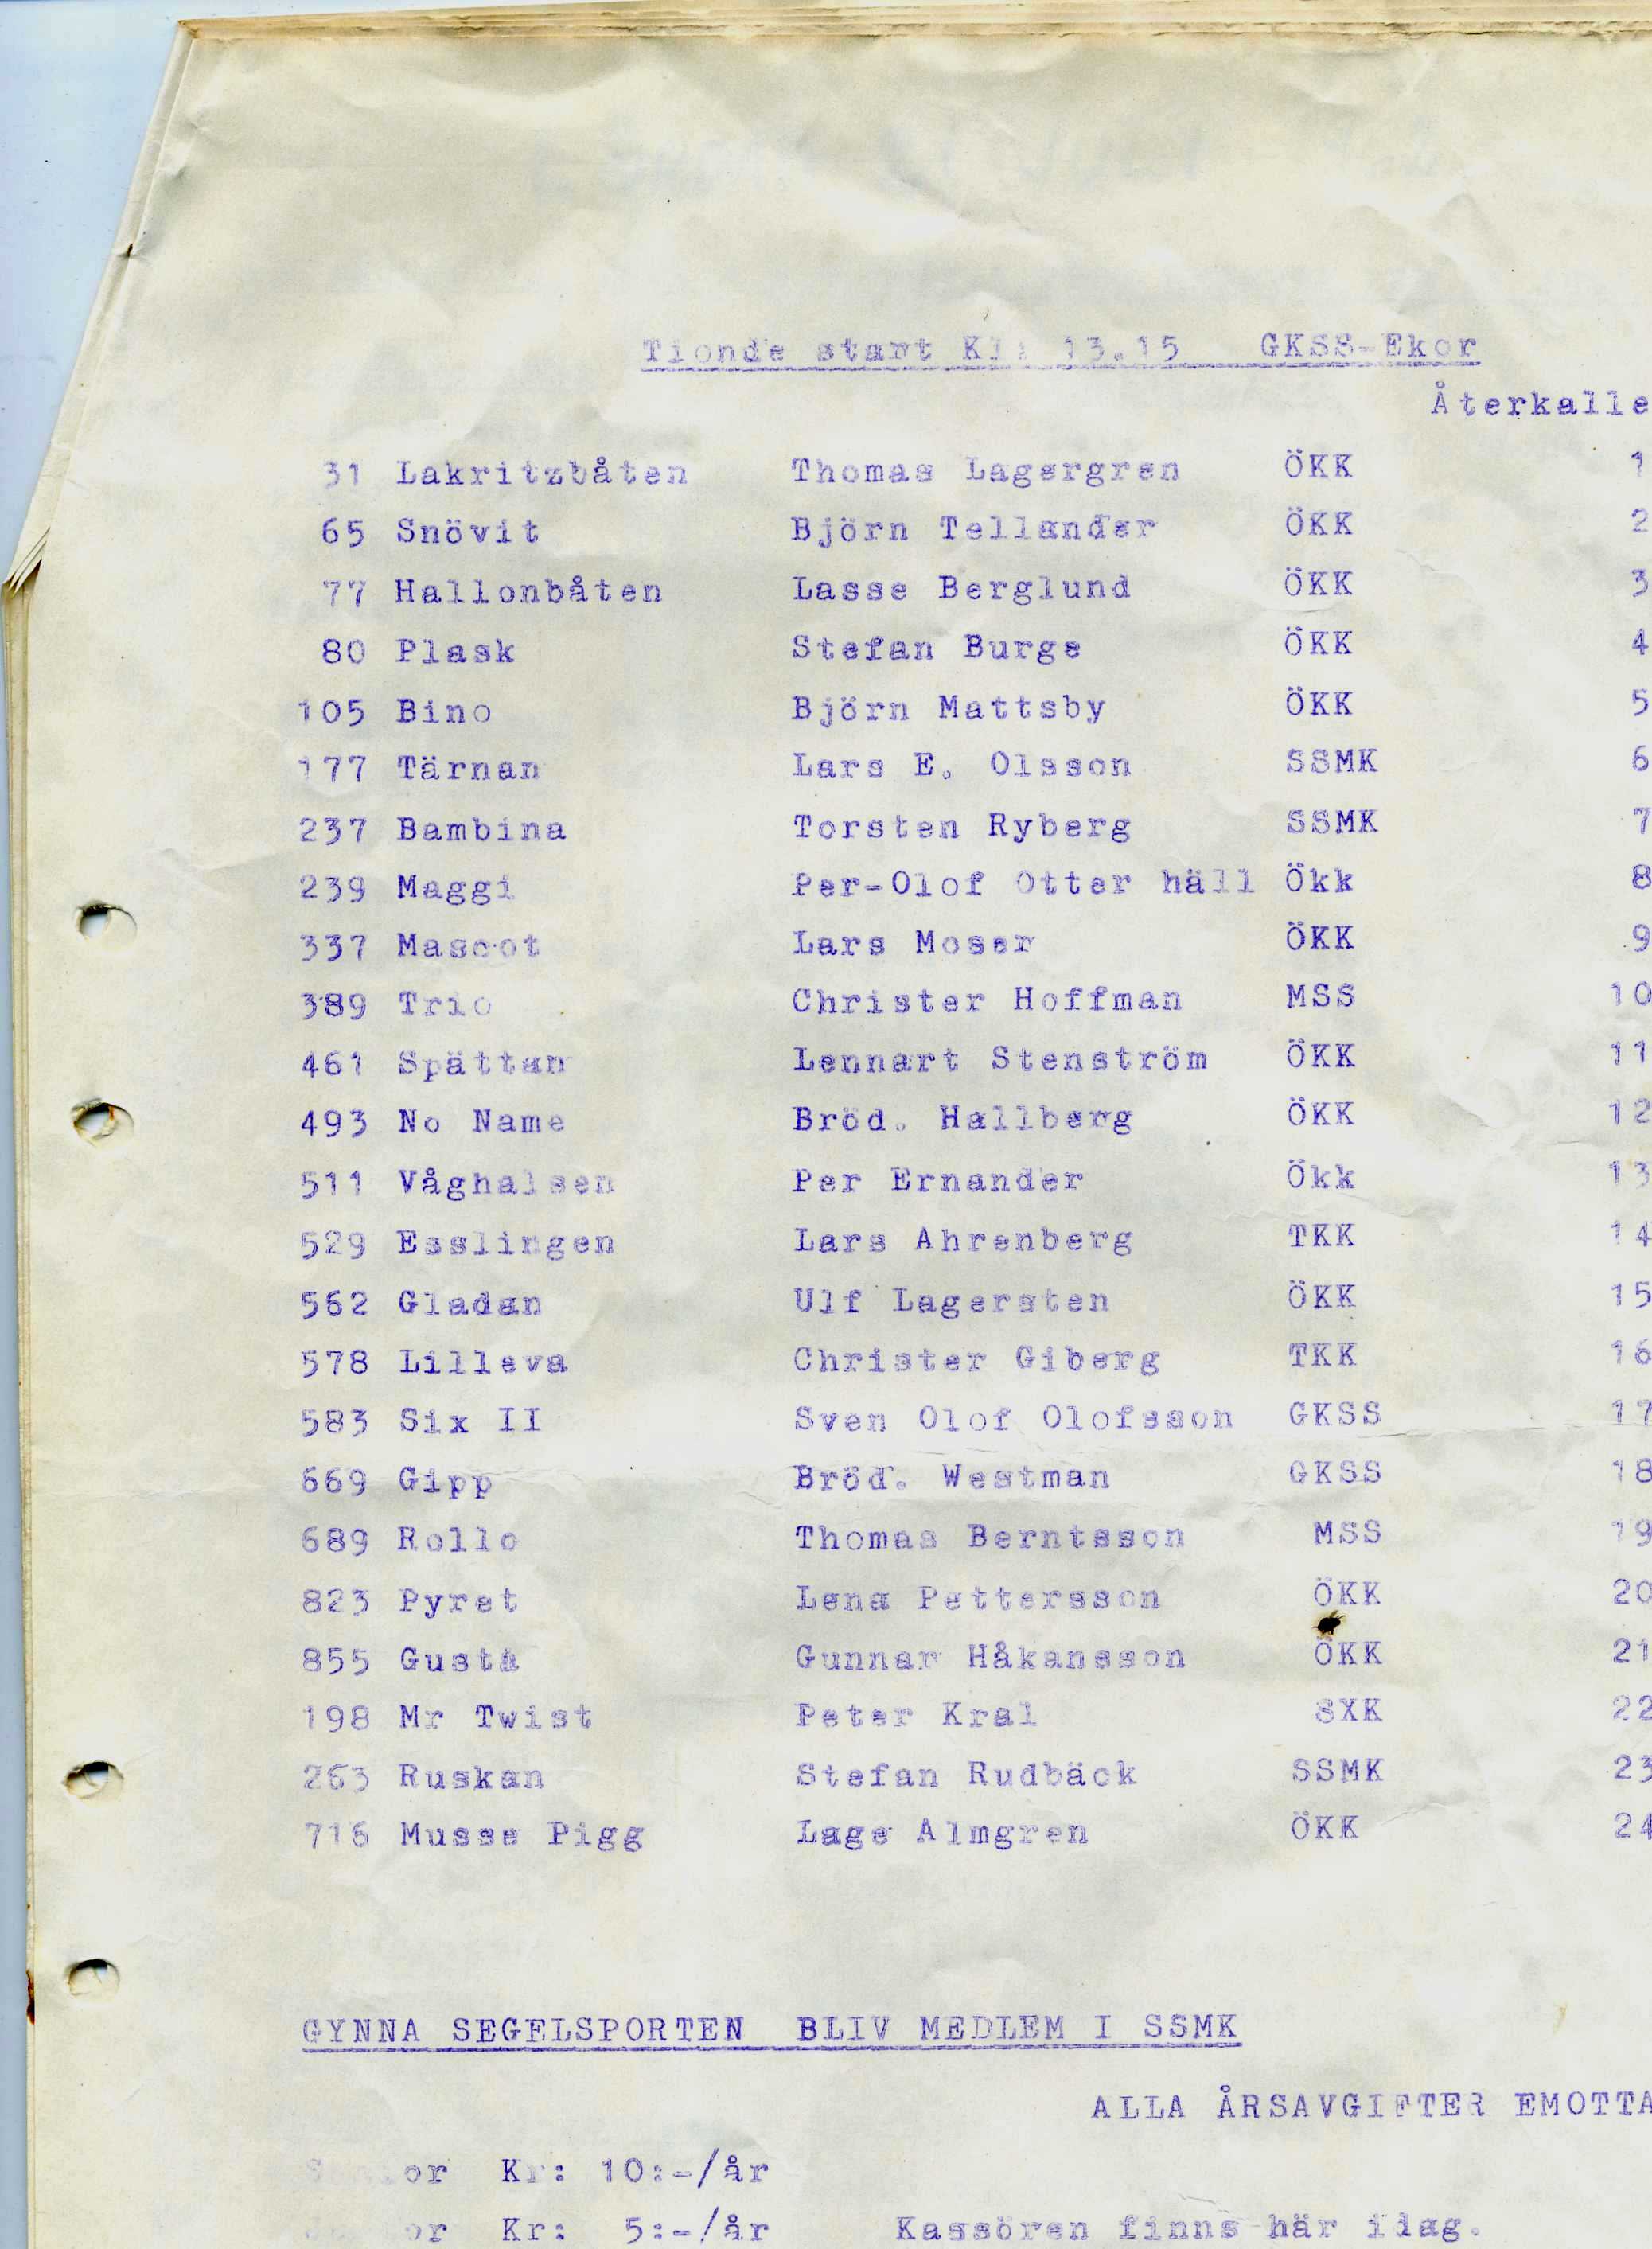 Tionde start Kl: 13.15 GKSS-Ekor
Återkalle
31 Lakritzbåten Thomas Lagergren ÖKK 1
65 Snövit Björn Tellander ÖKK 2
77 Hallonbåten Lasse Berglund ÖKK 3
80 Plask Stefan Burge ÖKK 4
105 Bino Björn Mattsby ÖKK 5
177 Tärnan Lars E. Olsson SSMK 6
237 Bambina Torsten Ryberg SSMK 7
239 Maggi Per-Olof Otter häll Ökk 8
337 Mascot Lars Moser ÖKK 9
389 Trio Christer Hoffman MSS 10
461 Spättan Lennart Stenström ÖKK 11
493 No Name Bröd. Hallberg ÖKK 12
511 Våghalsen Per Ernander Ökk 13
529 Esslingen Lars Ahrenberg TKK 14
562 Gladan Ulf Lagersten ÖKK 15
578 Lilleva Christer Giberg TKK 16
583 Six II Sven Olof Olofsson GKSS 17
669 Gipp Bröd. Westman GKSS 18
689 Rollo Thomas Berntsson MSS 19
823 Pyret Lena Pettersson ÖKK 20
855 Gusta Gunnar Håkansson ÖKK 21
198 Mr Twist Peter Kral SXK 22
263 Ruskan Stefan Rudbäck SSMK 23
716 Musse Pigg Lage Almgren ÖKK 24
GYNNA SEGELSPORTEN BLIV MEDLEM I SSMK
ALLA ÅRSAVGIFTER EMOTTA
Kr: 10:-/år
Kr: 5:-/år Kassören finns här idag.